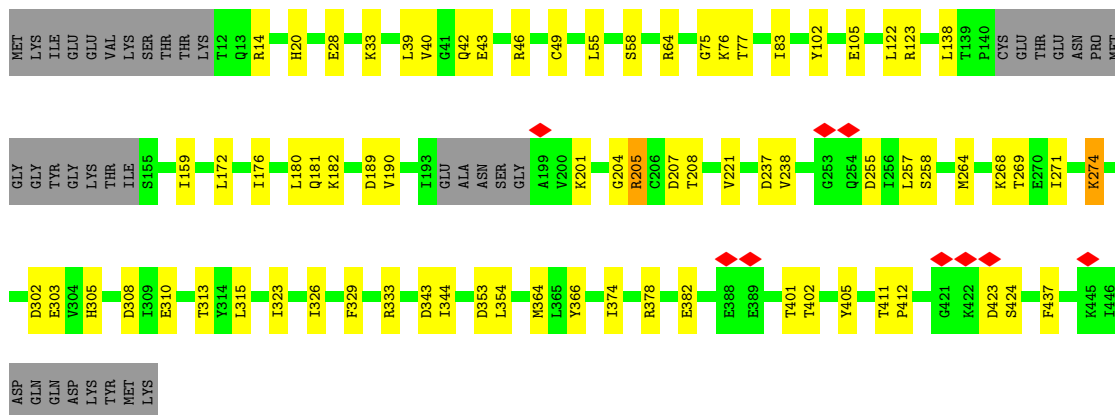 MET LYS ILE GLU GLU VAL LYS SER THR THR LYS T12 Q13 R14 H20 E28 K33 L39 V40 G41 Q42 E43 R46 C49 L55 S58 R64 G75 K76 T77 I83 Y102 E105 L122 R123 L138 T139 P140 CYS GLU THR GLU ASN PRO MET
GLY GLY TYR GLY LYS THR ILE S155 I159 L172 I176 L180 Q181 K182 D189 V190 I193 GLU ALA ASN SER GLY A199 V200 K201 G204 R205 C206 D207 T208 V221 D237 V238 G253 Q254 D255 I256 L257 S258 M264 K268 T269 E270 I271 K274
D302 E303 V304 H305 D308 I309 E310 T313 Y314 L315 I323 I326 F329 R333 D343 I344 D353 L354 M364 L365 Y366 I374 R378 E382 E388 E389 T401 T402 Y405 T411 P412 G421 K422 D423 S424 F437 K445 I446
ASP GLN GLN ASP LYS TYR MET LYS